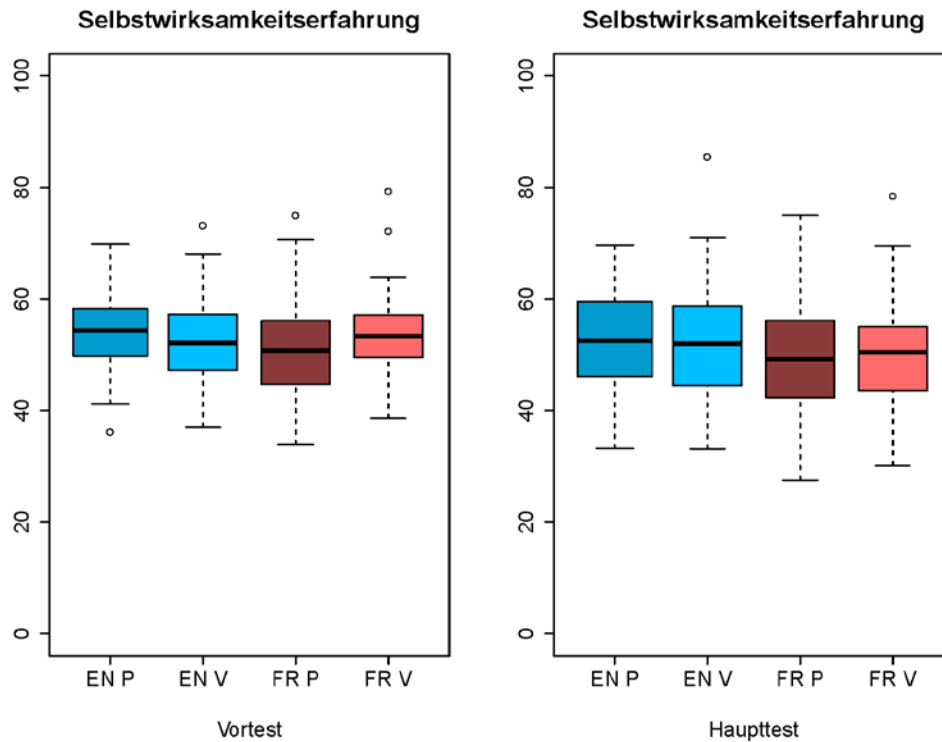 Selbstwirksamkeitserfahrung
100
80
60
40
20
0
EN P EN V FR P FR V
Vortest
Selbstwirksamkeitserfahrung
100
80
60
40
20
0
EN P EN V FR P FR V
Haupttest